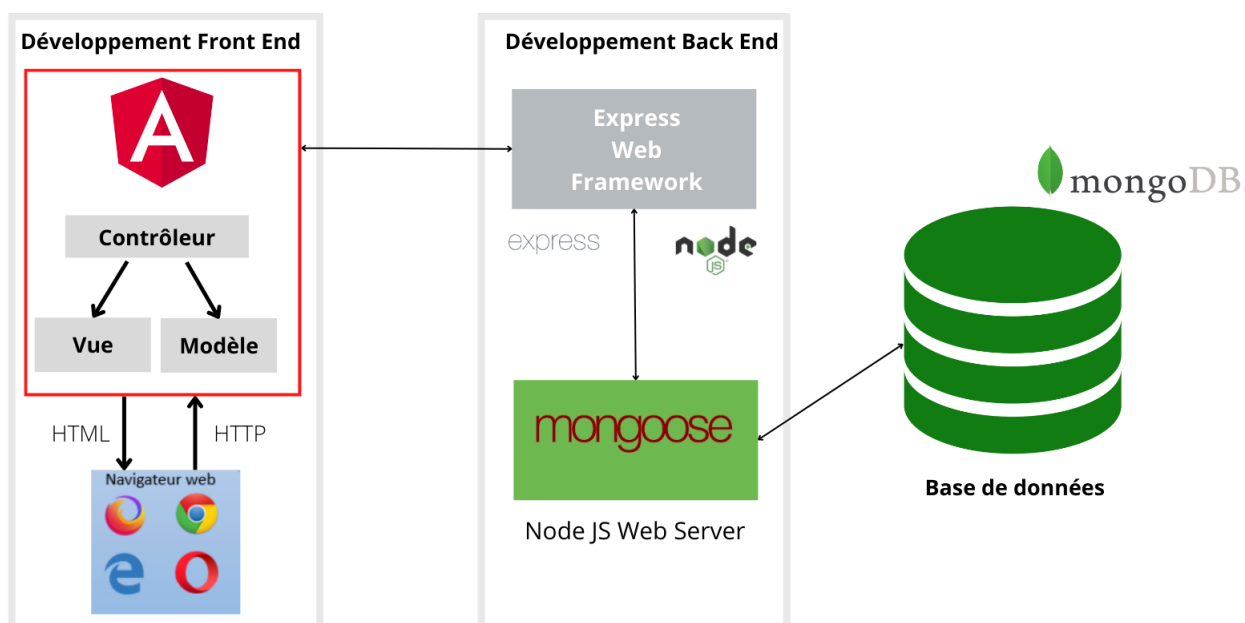 Développement Front End
A
Contrôleur
Vue
Modèle
HTML
HTTP
Navigateur web
Développement Back End
Express
Web
Framework
express
node
JS
mongoose
Node JS Web Server
mongoDB
Base de données